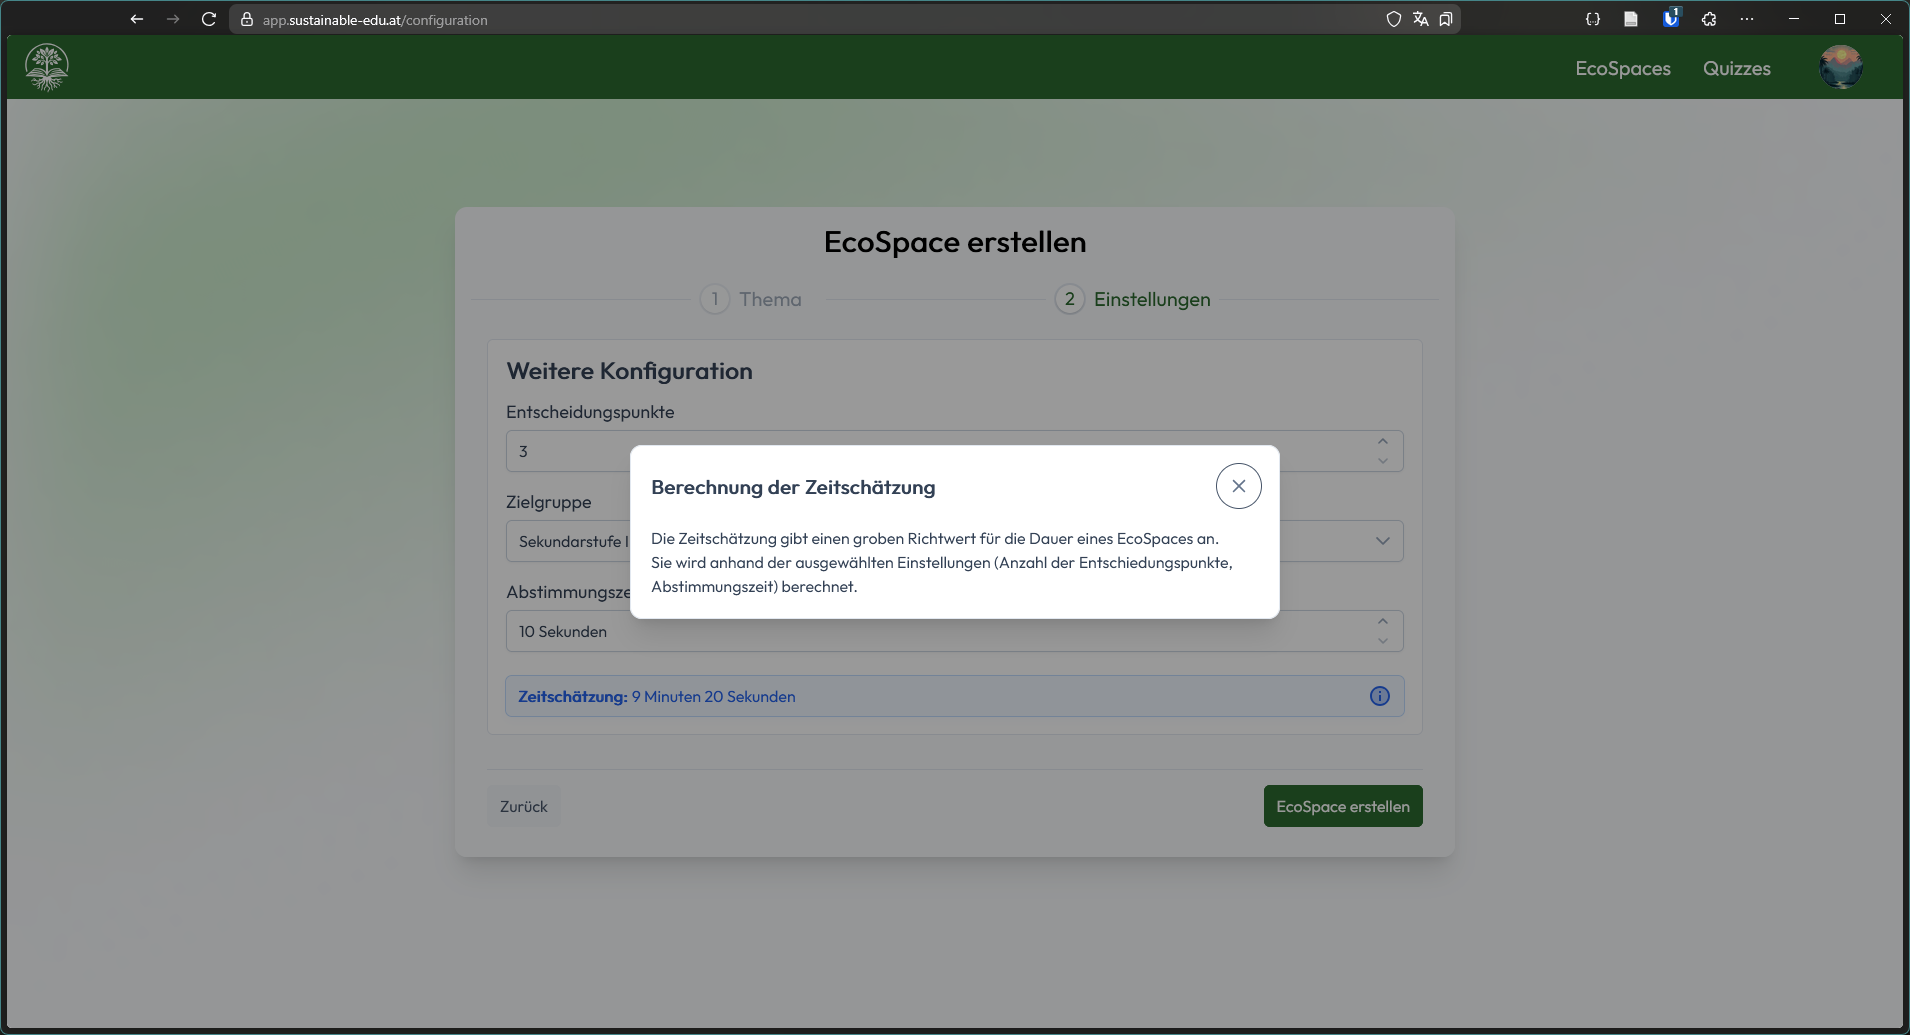 app.sustainable-edu.at/configuration
1
EcoSpaces
Quizzes
EcoSpace erstellen
1 Thema
2 Einstellungen
Weitere Konfiguration
Entscheidungspunkte
3
Berechnung der Zeitschätzung
Zielgruppe
Sekundarstufe I
Die Zeitschätzung gibt einen groben Richtwert für die Dauer eines EcoSpaces an.
Sie wird anhand der ausgewählten Einstellungen (Anzahl der Entschiedungspunkte,
Abstimmungszeit) berechnet.
Abstimmungsze
10 Sekunden
Zeitschätzung: 9 Minuten 20 Sekunden
Zurück
EcoSpace erstellen